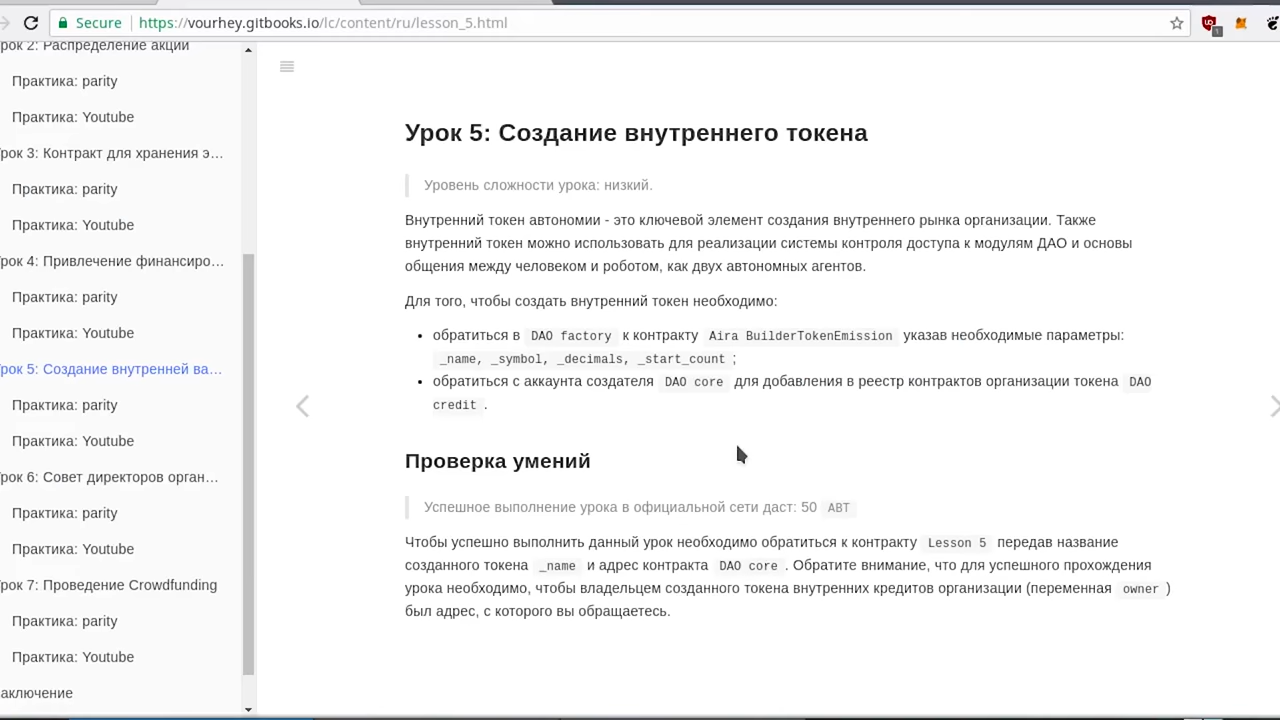 Secure https://vourhey.gitbooks.io/lc/content/ru/lesson_5.html
рок 2: Распределение акций
Практика: parity
Практика: Youtube
рок 3: Контракт для хранения э...
Практика: parity
Практика: Youtube
рок 4: Привлечение финансиро...
Практика: parity
Практика: Youtube
рок 5: Создание внутренней ва...
Практика: parity
Практика: Youtube
рок 6: Совет директоров орган...
Практика: parity
Практика: Youtube
рок 7: Проведение Crowdfunding
Практика: parity
Практика: Youtube
аключение
Урок 5: Создание внутреннего токена
Уровень сложности урока: низкий.
Внутренний токен автономии - это ключевой элемент создания внутреннего рынка организации. Также
внутренний токен можно использовать для реализации системы контроля доступа к модулям ДАО и основы
общения между человеком и роботом, как двух автономных агентов.
Для того, чтобы создать внутренний токен необходимо:
• обратиться в DAO factory к контракту Aira BuilderTokenEmission указав необходимые параметры:
_name, _symbol, _decimals, _start_count ;
• обратиться с аккаунта создателя DAO core для добавления в реестр контрактов организации токена DAO
credit .
Проверка умений
Успешное выполнение урока в официальной сети даст: 50 ABT
Чтобы успешно выполнить данный урок необходимо обратиться к контракту Lesson 5 передав название
созданного токена _name и адрес контракта DAO core . Обратите внимание, что для успешного прохождения
урока необходимо, чтобы владельцем созданного токена внутренних кредитов организации (переменная owner )
был адрес, с которого вы обращаетесь.